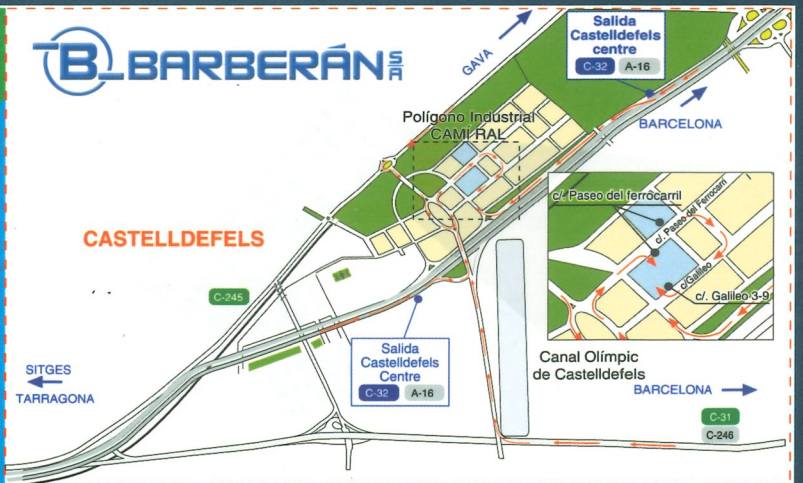 B BARBERÁN SA
GAVA
Salida
Castelldefels
centre
C-32 A-16
BARCELONA
Polígono Industrial
CAMÍ RAL
CASTELLDEFELS
c/. Paseo del ferrocarril
c/. Paseo del Ferrocarri
c/Galileo
c/. Galileo 3-9
C-245
Salida
Castelldefels
Centre
C-32 A-16
Canal Olímpic
de Castelldefels
SITGES
TARRAGONA
BARCELONA
C-31
C-246